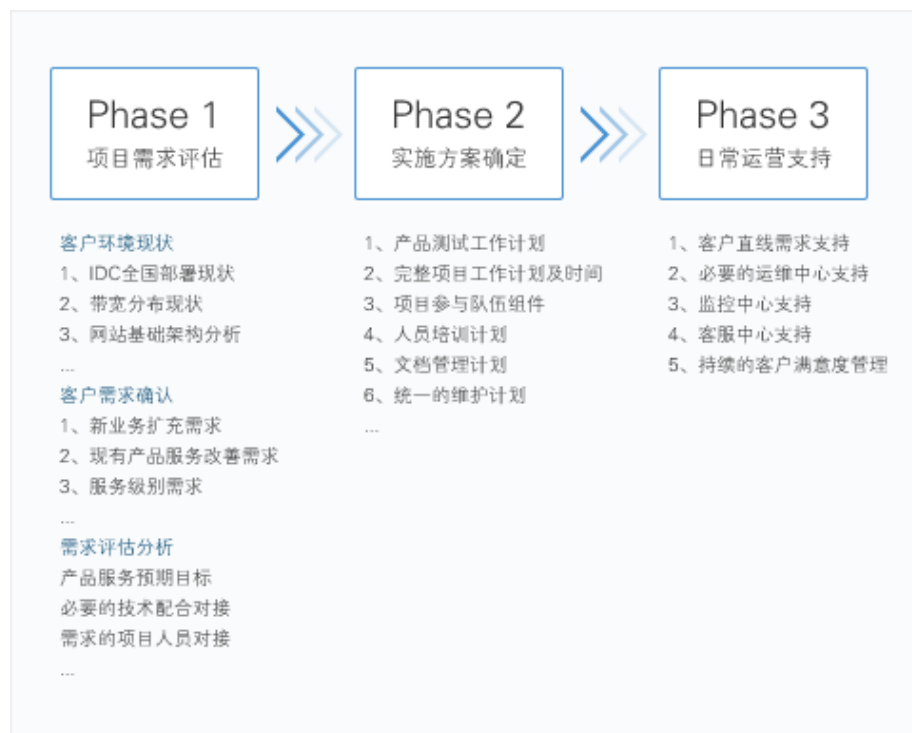 Phase 1
项目需求评估
客户环境现状
1、IDC全国部署现状
2、带宽分布现状
3、网站基础架构分析
...
客户需求确认
1、新业务扩充需求
2、现有产品服务改善需求
3、服务级别需求
...
需求评估分析
产品服务预期目标
必要的技术配合对接
需求的项目人员对接
...
Phase 2
实施方案确定
1、产品测试工作计划
2、完整项目工作计划及时间
3、项目参与队伍组件
4、人员培训计划
5、文档管理计划
6、统一的维护计划
...
Phase 3
日常运营支持
1、客户直线需求支持
2、必要的运维中心支持
3、监控中心支持
4、客服中心支持
5、持续的客户满意度管理